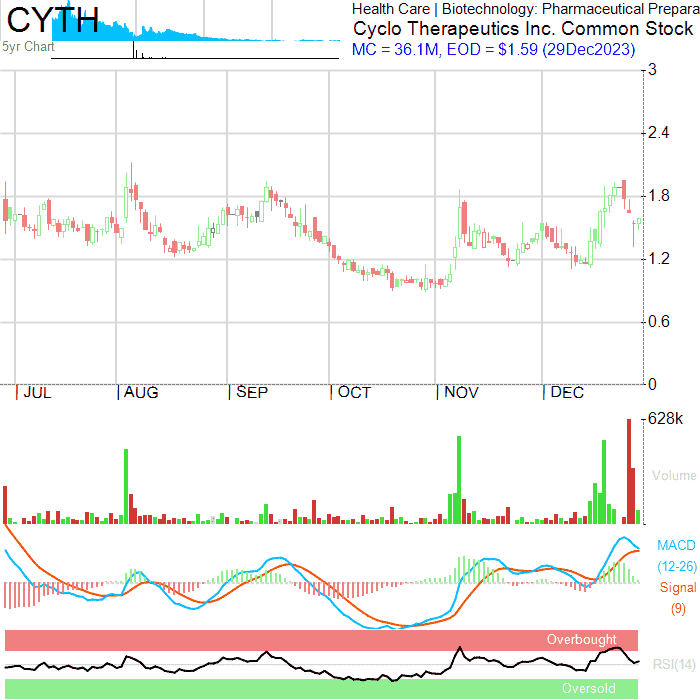 CYTH
5yr Chart
Health Care | Biotechnology: Pharmaceutical Prepara
Cyclo Therapeutics Inc. Common Stock
MC = 36.1M, EOD = $1.59 (29Dec2023)
3
2.4
1.8
1.2
0.6
0
JUL AUG SEP OCT NOV DEC
628k
Volume
MACD
(12-26)
Signal
(9)
Overbought
RSI(14)
Oversold